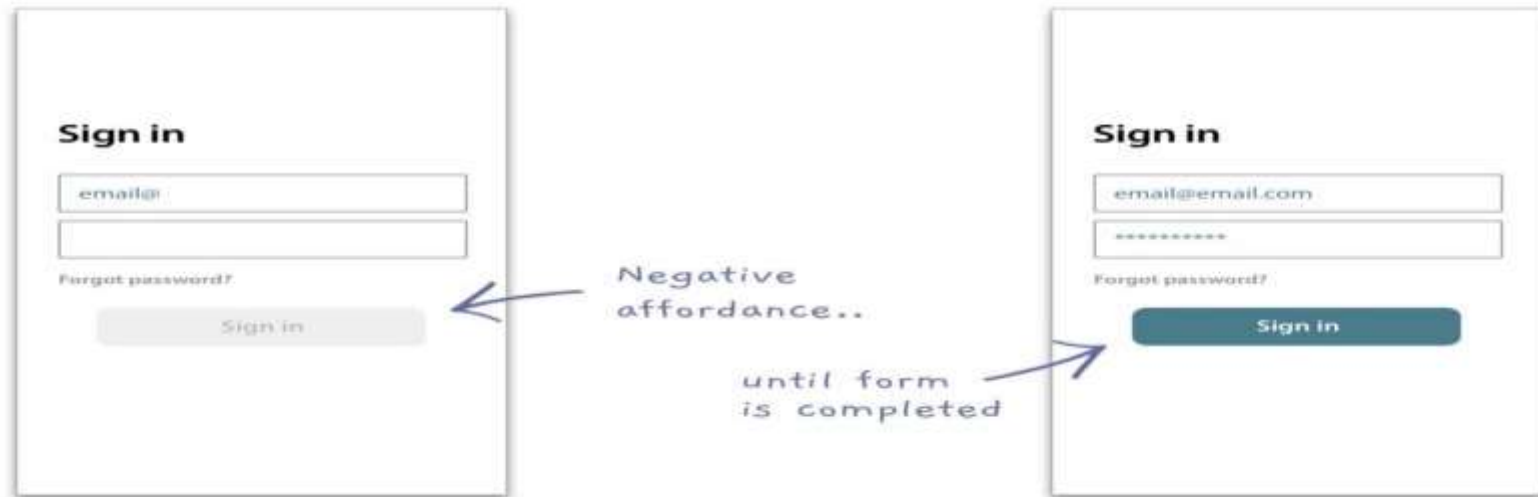 Sign in
email@
Forgot password?
Sign in
Negative
affordance..
until form
is completed
Sign in
email@email.com
**********
Forgot password?
Sign in